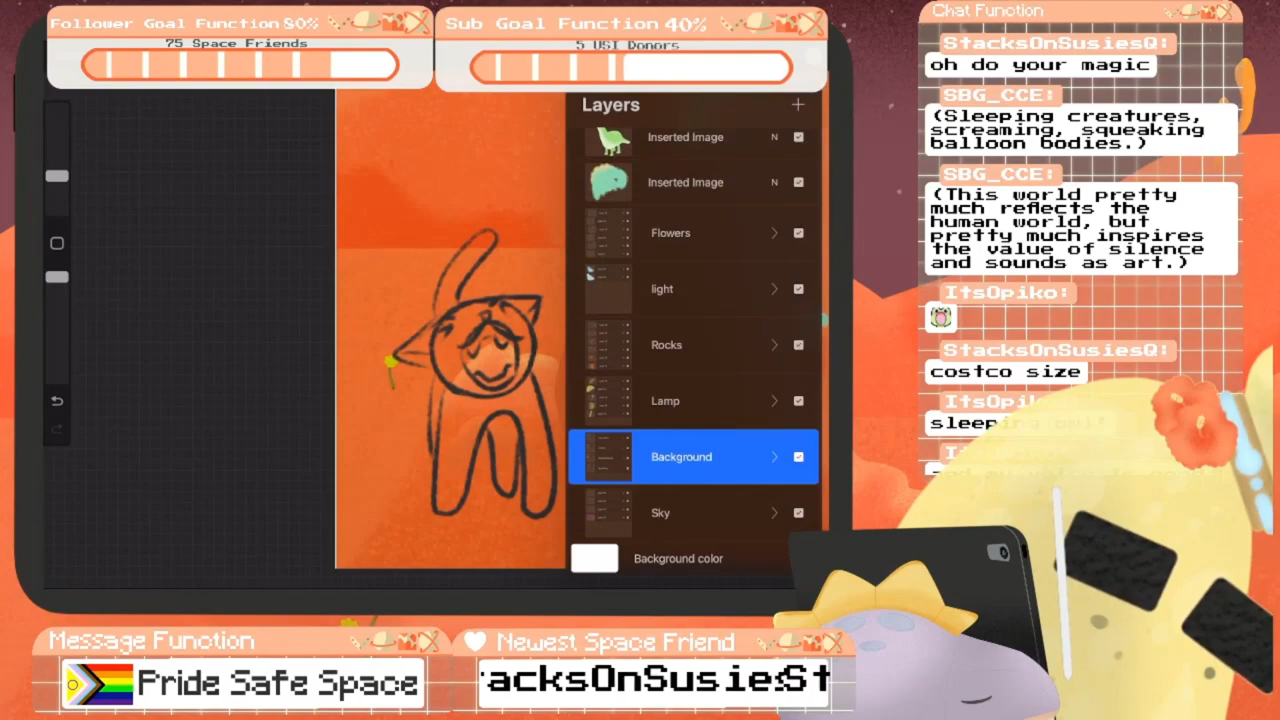 Follower Goal Function 80%
75 Space Friends
Sub Goal Function 40%
5 USI Donors
Layers
Inserted Image N
Inserted Image N
Flowers
light
Rocks
Lamp
Background
Sky
Background color
Chat Function
StacksOnSusiesQ:
oh do your magic
SBG_CCE:
(Sleeping creatures,
screaming, squeaking
balloon bodies.)
SBG_CCE:
(This world pretty
much reflects the
human world, but
pretty much inspires
the value of silence
and sounds as art.)
ItsOpiko:
StacksOnSusiesQ:
costco size
Message Function
Pride Safe Space
Newest Space Friend
acksOnSusie